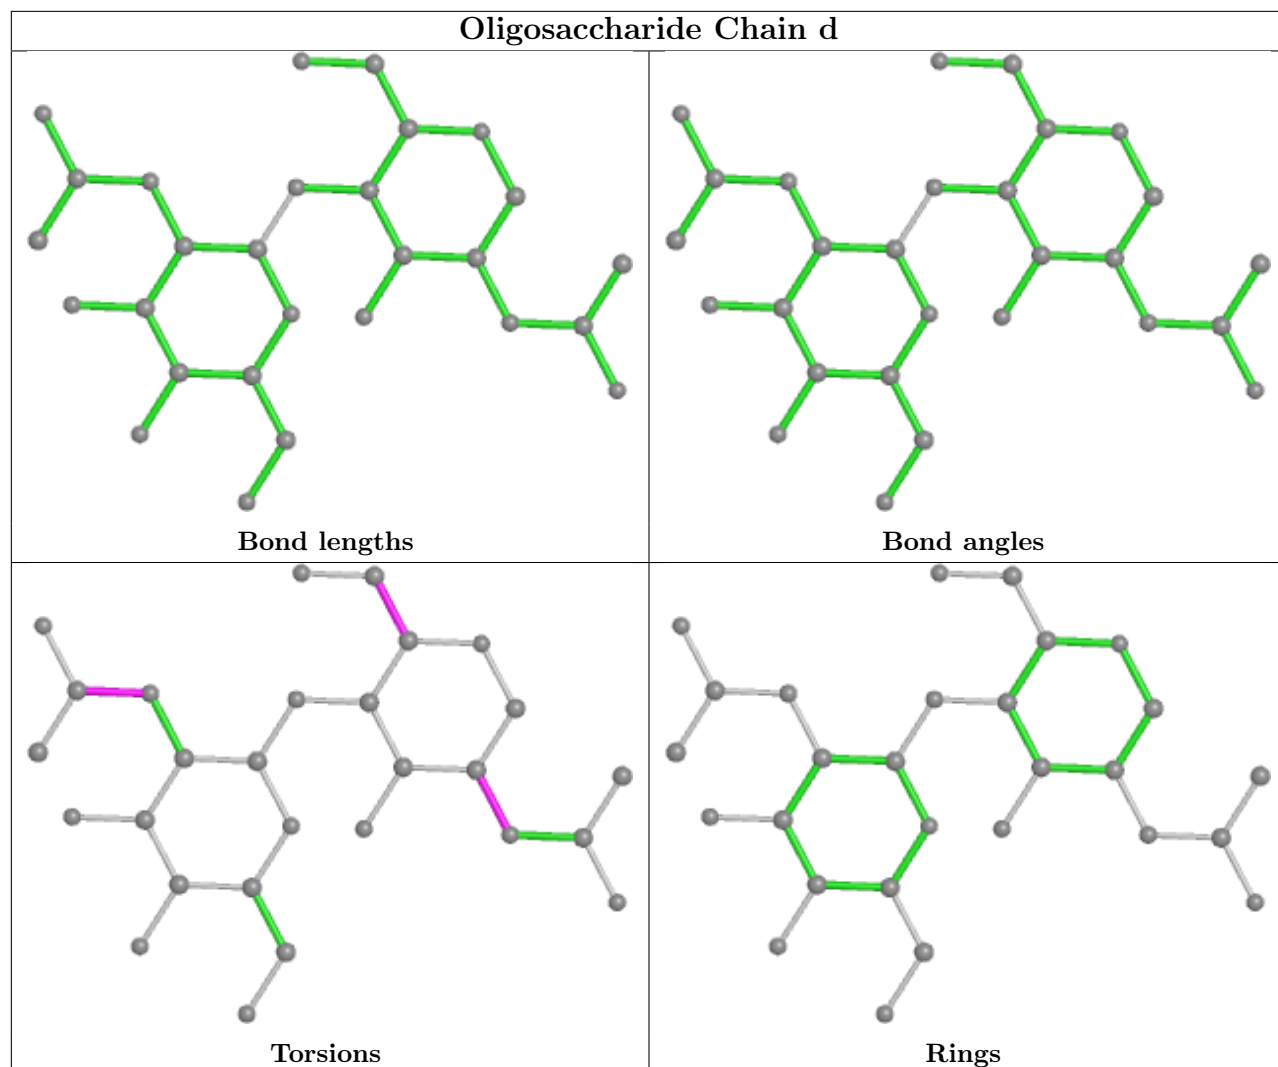 Oligosaccharide Chain d
Bond lengths
Bond angles
Torsions
Rings